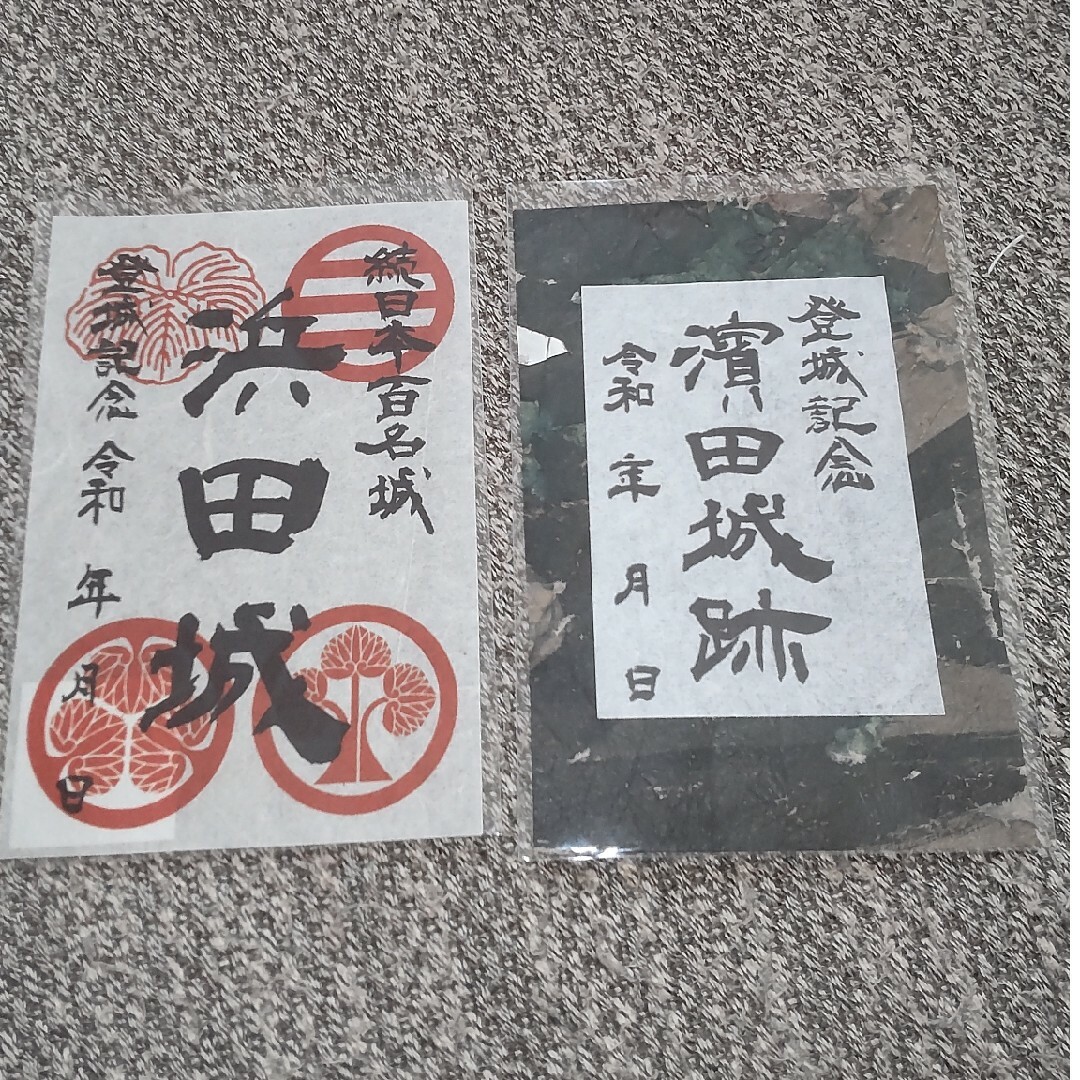 続日本百名城
浜田城
登城記念 令和 年 月 日
登城記念
濱田城跡
令和 年 月 日